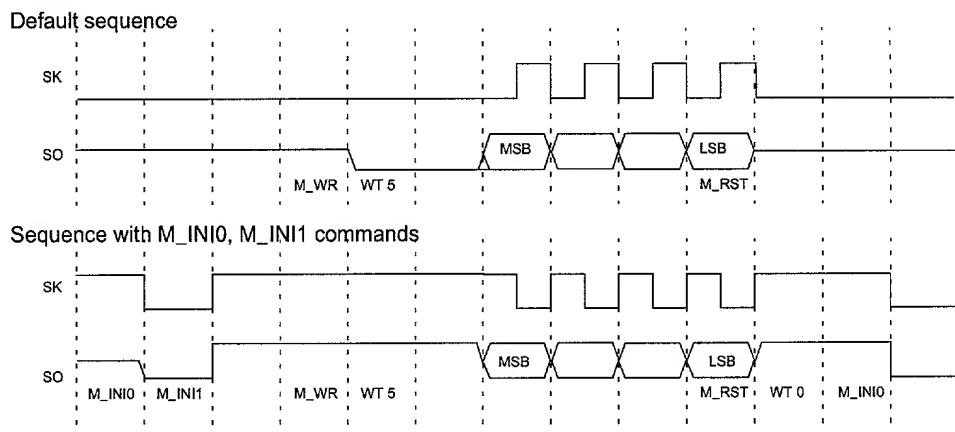 Default sequence
SK
SO
MSB LSB
M_WR WT 5 M_RST
Sequence with M_INI0, M_INI1 commands
SK
SO
MSB LSB
M_INI0 M_INI1 M_WR WT 5 M_RST WT 0 M_INI0